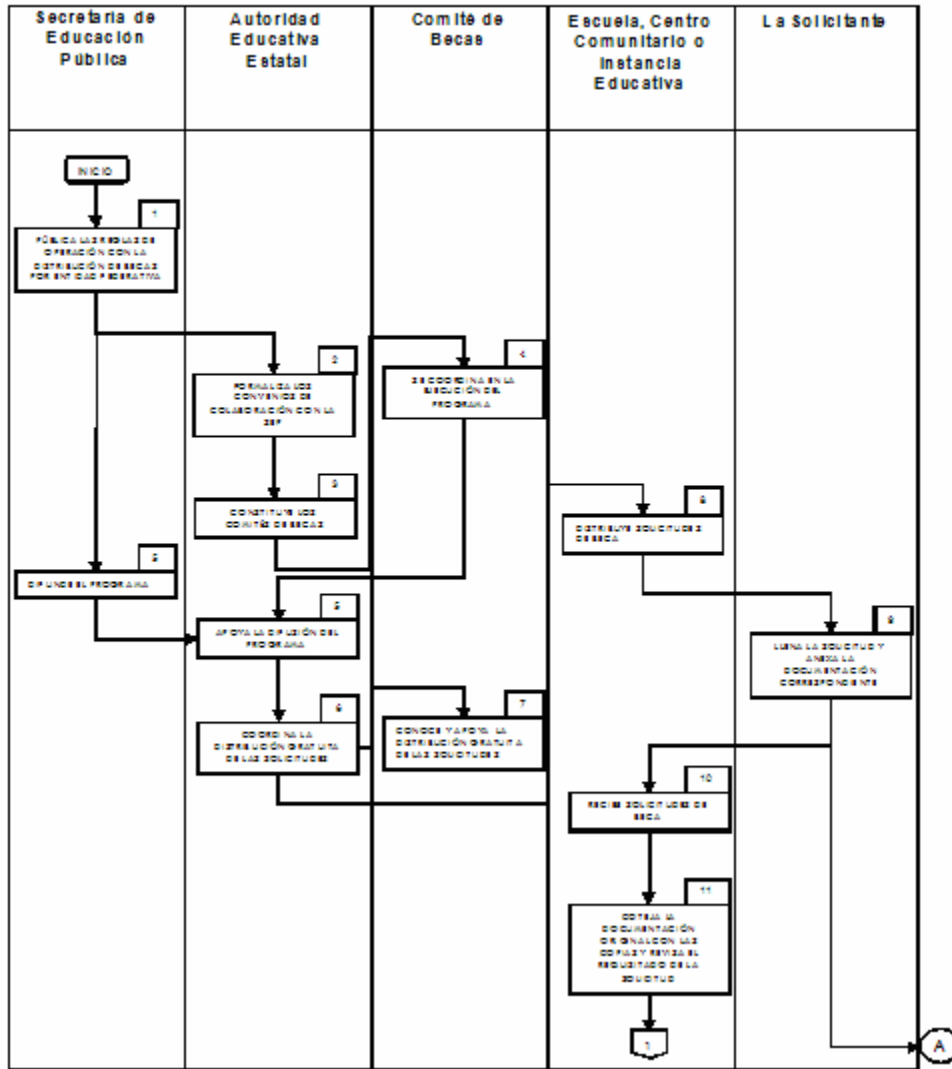 Secretaria de
Educación
Pública
Autoridad
Educativa
Estatal
Comité de
Becas
Escuela, Centro
Comunitario o
Instancia
Educativa
La Solicitante
INICIO
1
PÚBLICA LAS REGLAS DE
OPERACIÓN CON LA
DISTRIBUCIÓN DE BECAS
POR ENTIDAD FEDERATIVA
2
FORMALIZA LOS
CONVENIOS DE
COLABORACIÓN CON LA
SEP
4
SE COORDINA EN LA
EJECUCIÓN DEL
PROGRAMA
3
CONSTITUYE LOS
COMITÉS DE BECAS
DISTRIBUYE SOLICITUDES
DE BECA
5
DIFUNDE EL PROGRAMA
5
APOYA LA DIFUSIÓN DEL
PROGRAMA
9
LLENA LA SOLICITUD Y
ANEXA LA
DOCUMENTACIÓN
CORRESPONDIENTE
6
COORDINA LA
DISTRIBUCIÓN GRATUITA
DE LAS SOLICITUDES
7
CONOCE Y APOYA LA
DISTRIBUCIÓN GRATUITA
DE LAS SOLICITUDES
10
RECIBE SOLICITUDES DE
BECA
11
COTEJA LA
DOCUMENTACIÓN
ORIGINAL CON LAS
COPIAS Y REVISA EL
REQUISITADO DE LA
SOLICITUD
1
A